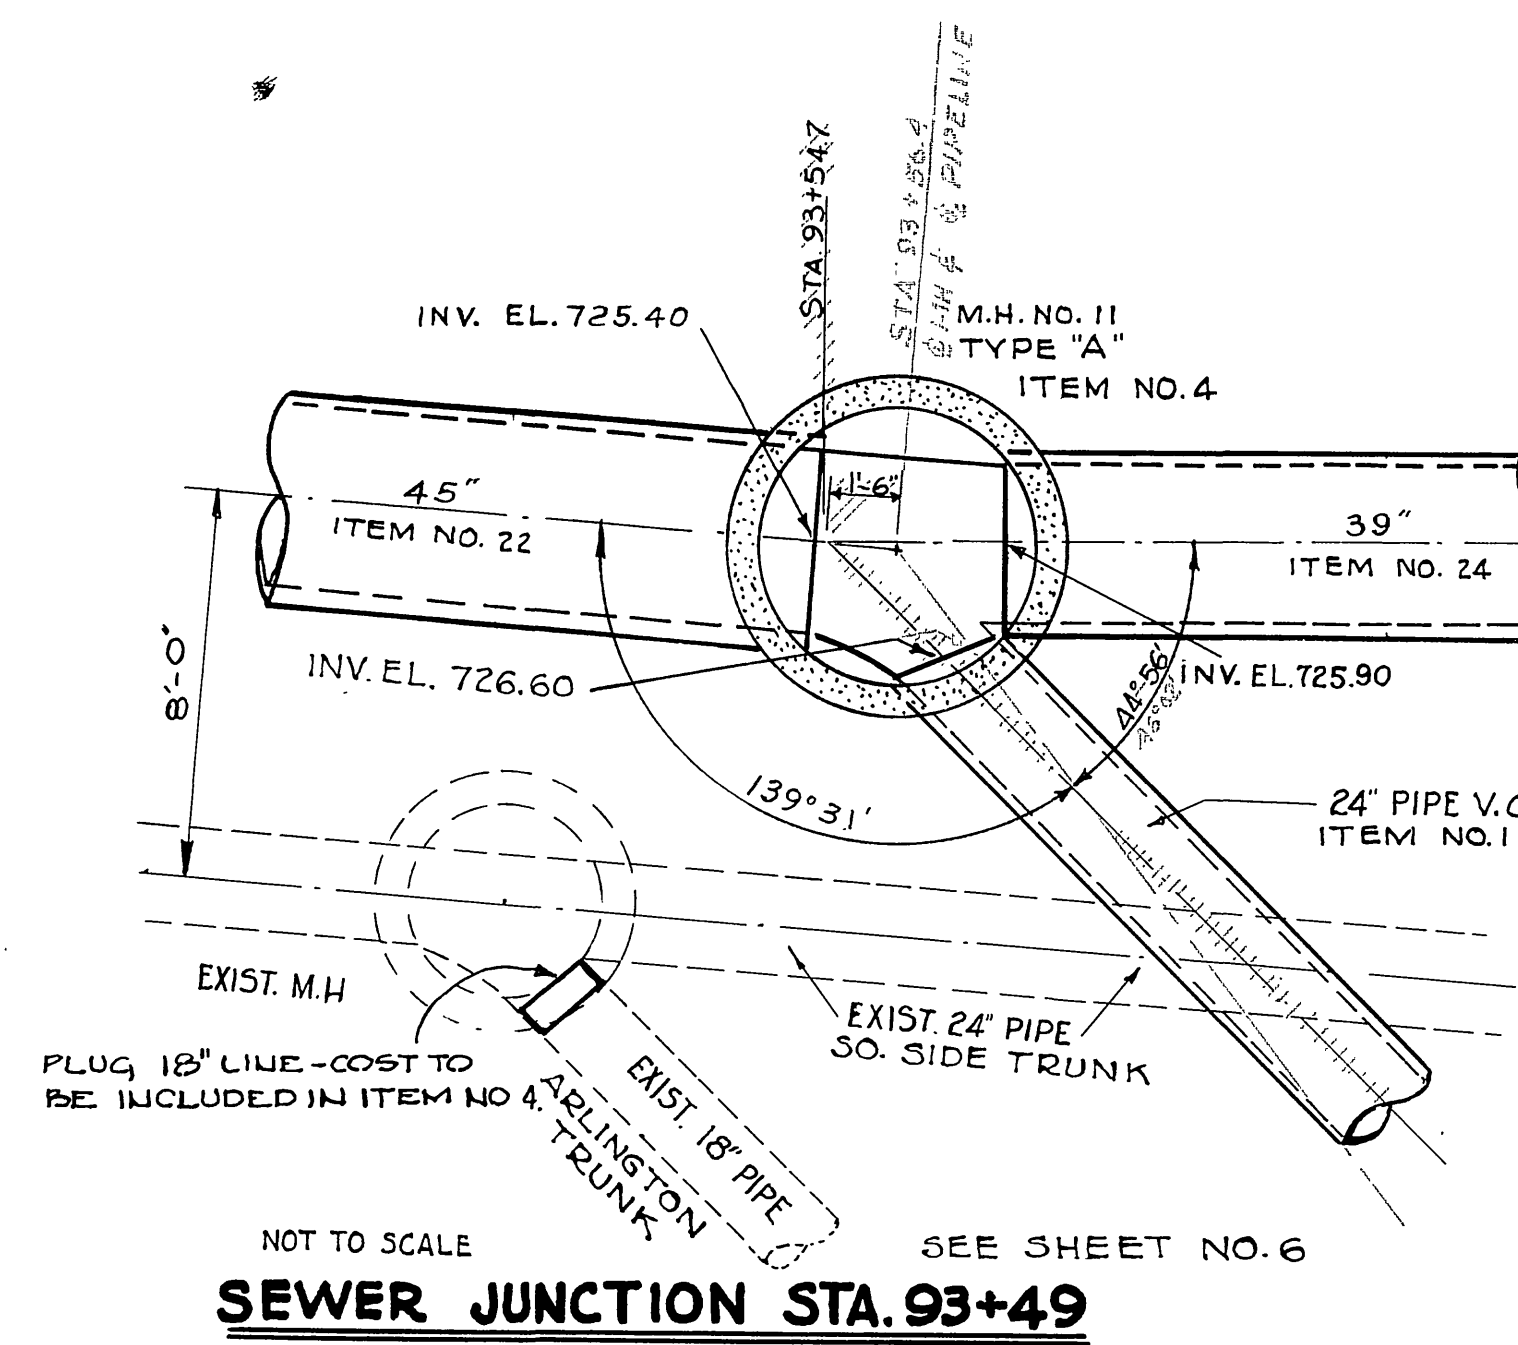 STA. 93+54.7
STA 93+56.4
℄ MH & ℄ PIPELINE
INV. EL. 725.40
M.H. NO. 11
TYPE "A"
ITEM NO. 4
1'-6"
45"
ITEM NO. 22
39"
ITEM NO. 24
8'-0"
INV. EL. 726.60
INV. EL. 725.90
44°56'
139°31'
24" PIPE V.C
ITEM NO. 1
EXIST. M.H
EXIST. 24" PIPE
SO. SIDE TRUNK
PLUG 18" LINE-COST TO
BE INCLUDED IN ITEM NO 4.
EXIST. 18" PIPE
ARLINGTON
TRUNK
NOT TO SCALE
SEE SHEET NO. 6
SEWER JUNCTION STA. 93+49